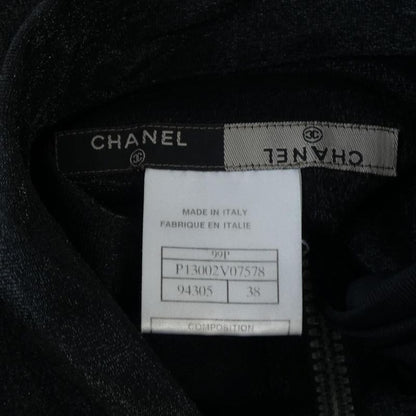 CHANEL
CHANEL
MADE IN ITALY
FABRIQUE EN ITALIE
99P
P13002V07578
94305 38
COMPOSITION